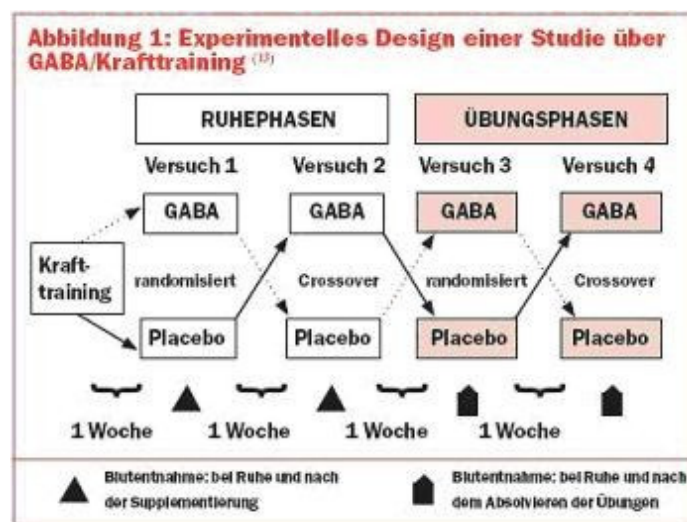 Abbildung 1: Experimentelles Design einer Studie über
GABA/Krafttraining (13)
RUHEPHASEN
ÜBUNGSPHASEN
Versuch 1
Versuch 2
Versuch 3
Versuch 4
GABA
GABA
GABA
GABA
Kraft-
training
randomisiert
Crossover
randomisiert
Crossover
Placebo
Placebo
Placebo
Placebo
1 Woche
1 Woche
1 Woche
1 Woche
Blutentnahme: bei Ruhe und nach
der Supplementierung
Blutentnahme: bei Ruhe und nach
dem Absolvieren der Übungen